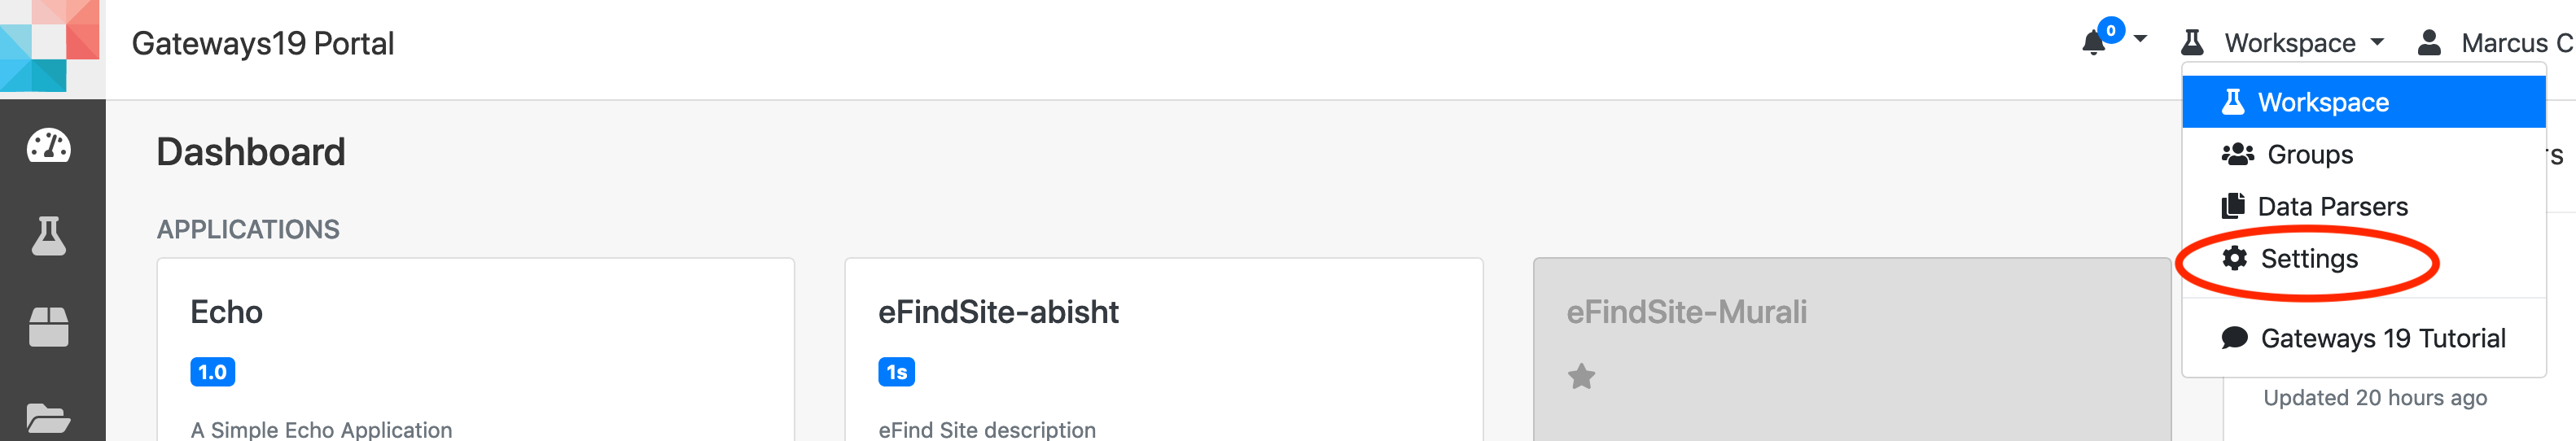 Gateways19 Portal
0
Workspace
Marcus C
Workspace
Groups
Data Parsers
Settings
Gateways 19 Tutorial
Dashboard
APPLICATIONS
Echo
1.0
A Simple Echo Application
eFindSite-abisht
1s
eFind Site description
eFindSite-Murali
Updated 20 hours ago